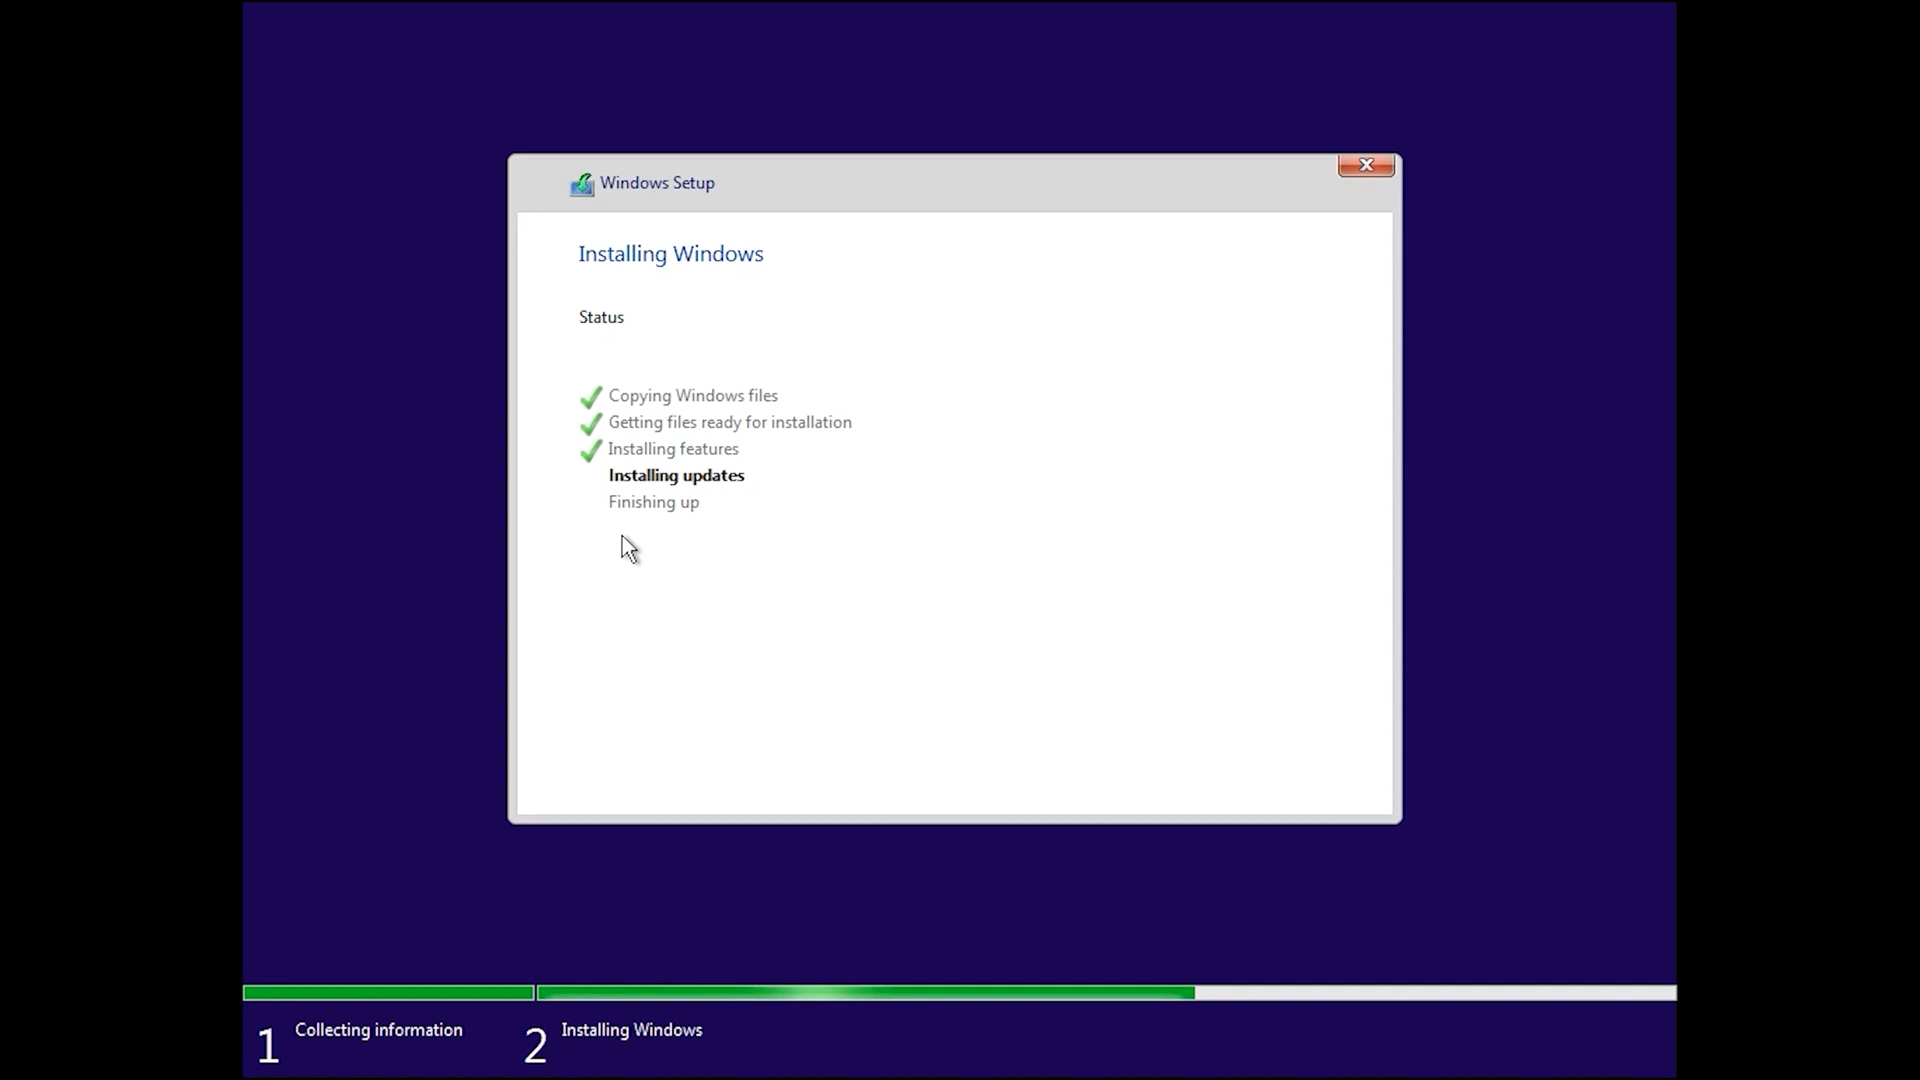 Windows Setup
Installing Windows
Status
Copying Windows files
Getting files ready for installation
Installing features
Installing updates
Finishing up
1 Collecting information
2 Installing Windows